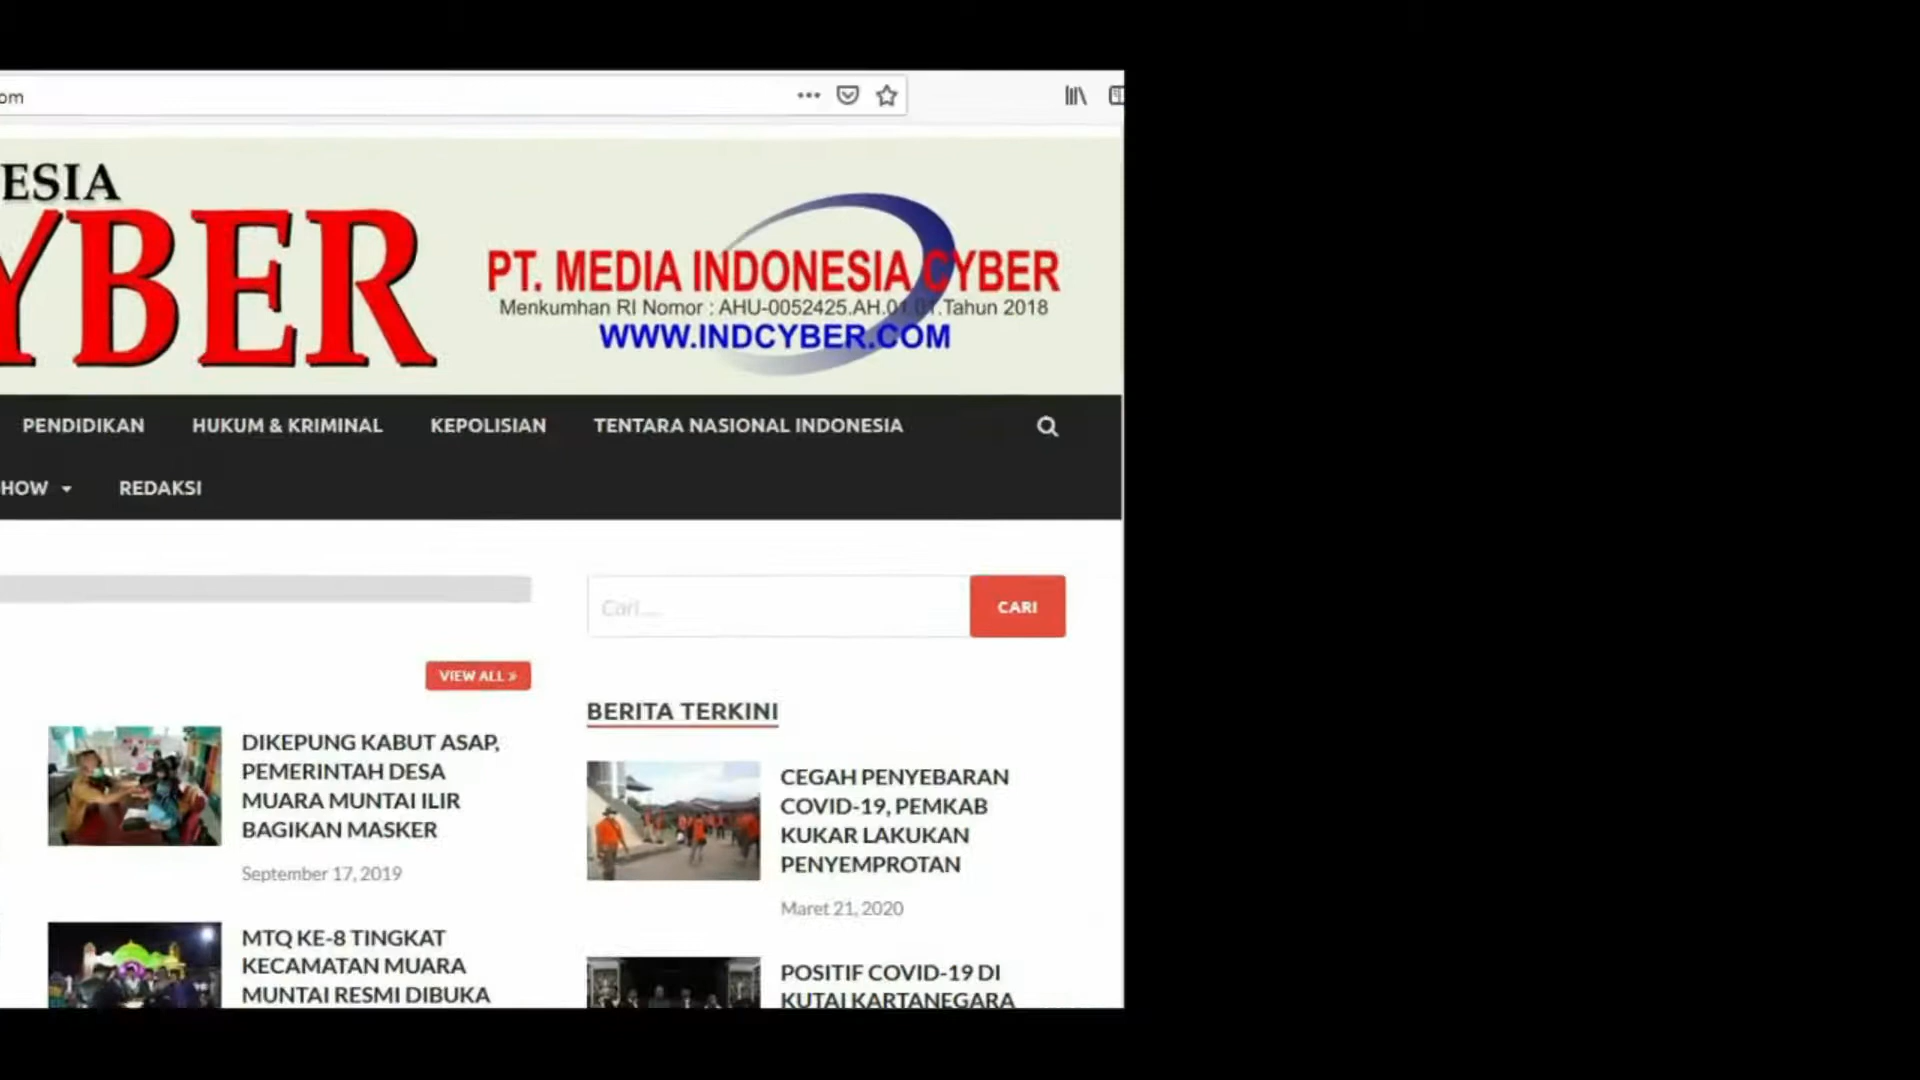 om
ESIA
YBER
PT. MEDIA INDONESIA CYBER
Menkumhan RI Nomor : AHU-0052425.AH.01.01.Tahun 2018
WWW.INDCYBER.COM
PENDIDIKAN HUKUM & KRIMINAL KEPOLISIAN TENTARA NASIONAL INDONESIA
HOW REDAKSI
Cari ...
CARI
VIEW ALL »
DIKEPUNG KABUT ASAP,
PEMERINTAH DESA
MUARA MUNTAI ILIR
BAGIKAN MASKER
September 17, 2019
MTQ KE-8 TINGKAT
KECAMATAN MUARA
MUNTAI RESMI DIBUKA
BERITA TERKINI
CEGAH PENYEBARAN
COVID-19, PEMKAB
KUKAR LAKUKAN
PENYEMPROTAN
Maret 21, 2020
POSITIF COVID-19 DI
KUTAI KARTANEGARA